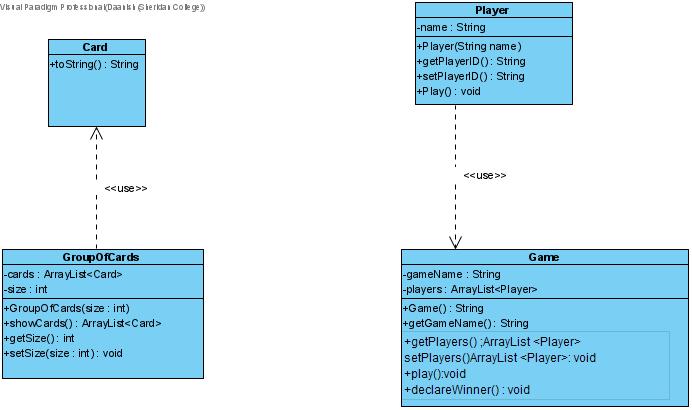 Visual Paradigm Professional(Daanish(Sheridan College))
Card
+toString() : String
<<use>>
GroupOfCards
-cards : ArrayList<Card>
-size : int
+GroupOfCards(size : int)
+showCards() : ArrayList<Card>
+getSize() : int
+setSize(size : int) : void
Player
-name : String
+Player(String name)
+getPlayerID() : String
+setPlayerID() : String
+Play() : void
<<use>>
Game
-gameName : String
-players : ArrayList<Player>
+Game() : String
+getGameName() : String
+getPlayers() ;ArrayList <Player>
setPlayers()ArrayList <Player>: void
+play():void
+declareWinner() : void